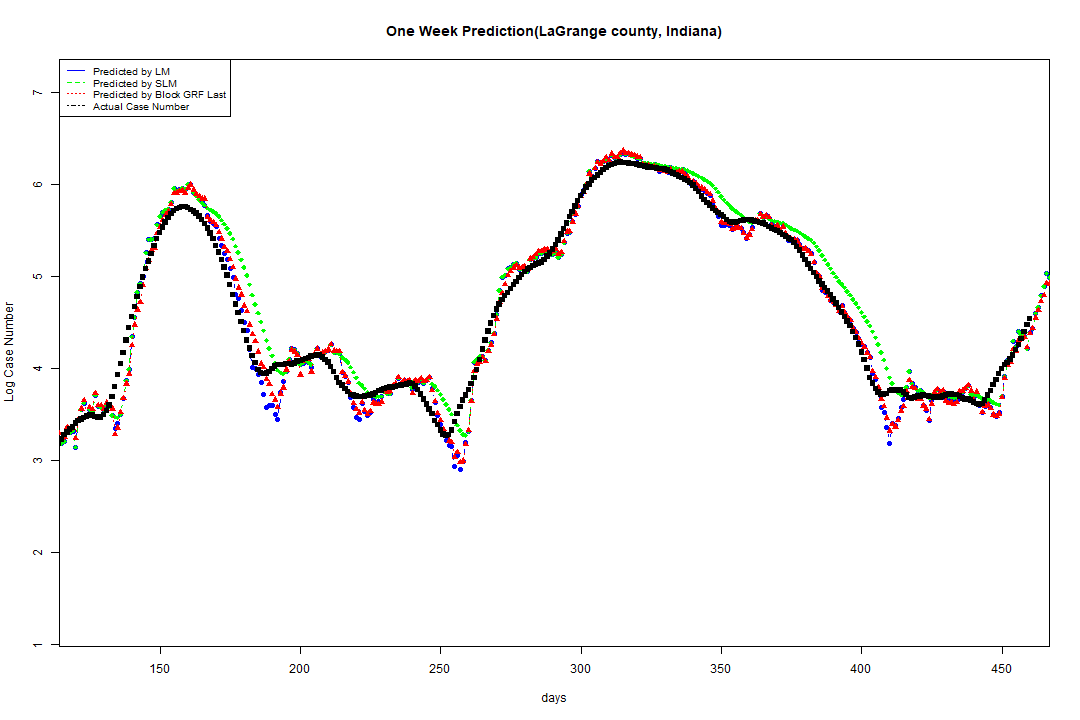 One Week Prediction(LaGrange county, Indiana)
Predicted by LM
Predicted by SLM
Predicted by Block GRF Last
Actual Case Number
7
6
5
4
3
2
1
Log Case Number
150 200 250 300 350 400 450
days